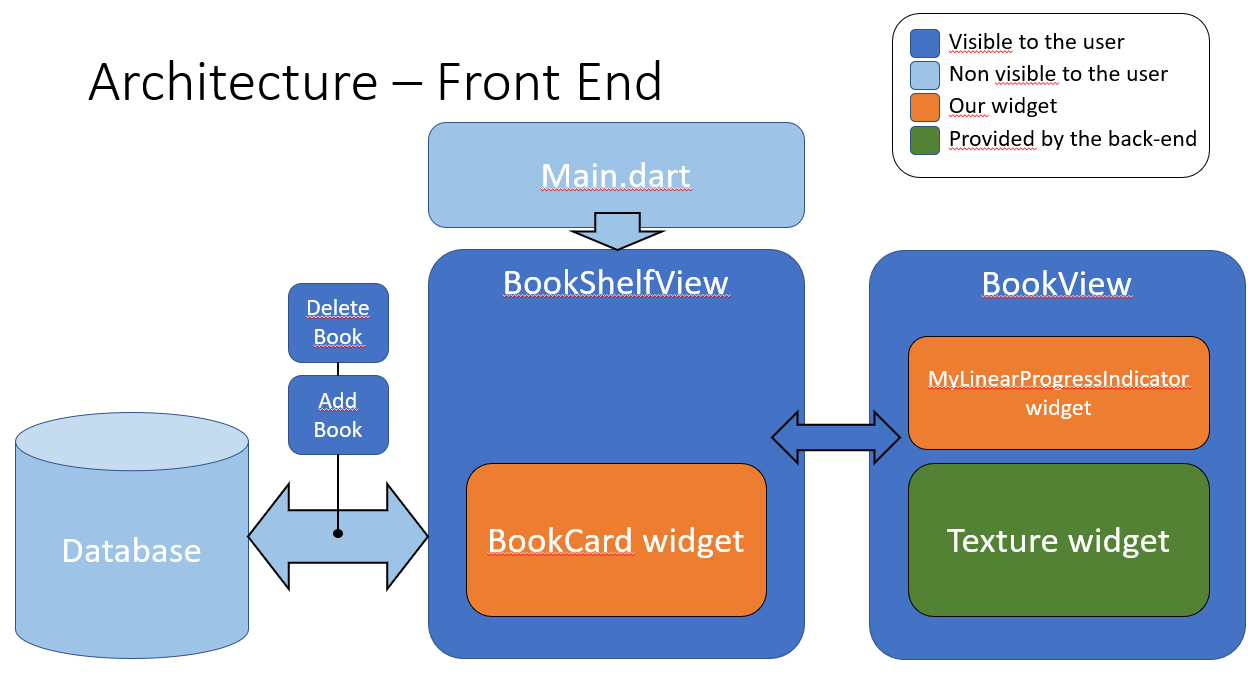 Architecture – Front End
Visible to the user
Non visible to the user
Our widget
Provided by the back-end
Main.dart
BookShelfView
BookView
Delete
Book
Add
Book
MyLinearProgressIndicator
widget
Database
BookCard widget
Texture widget